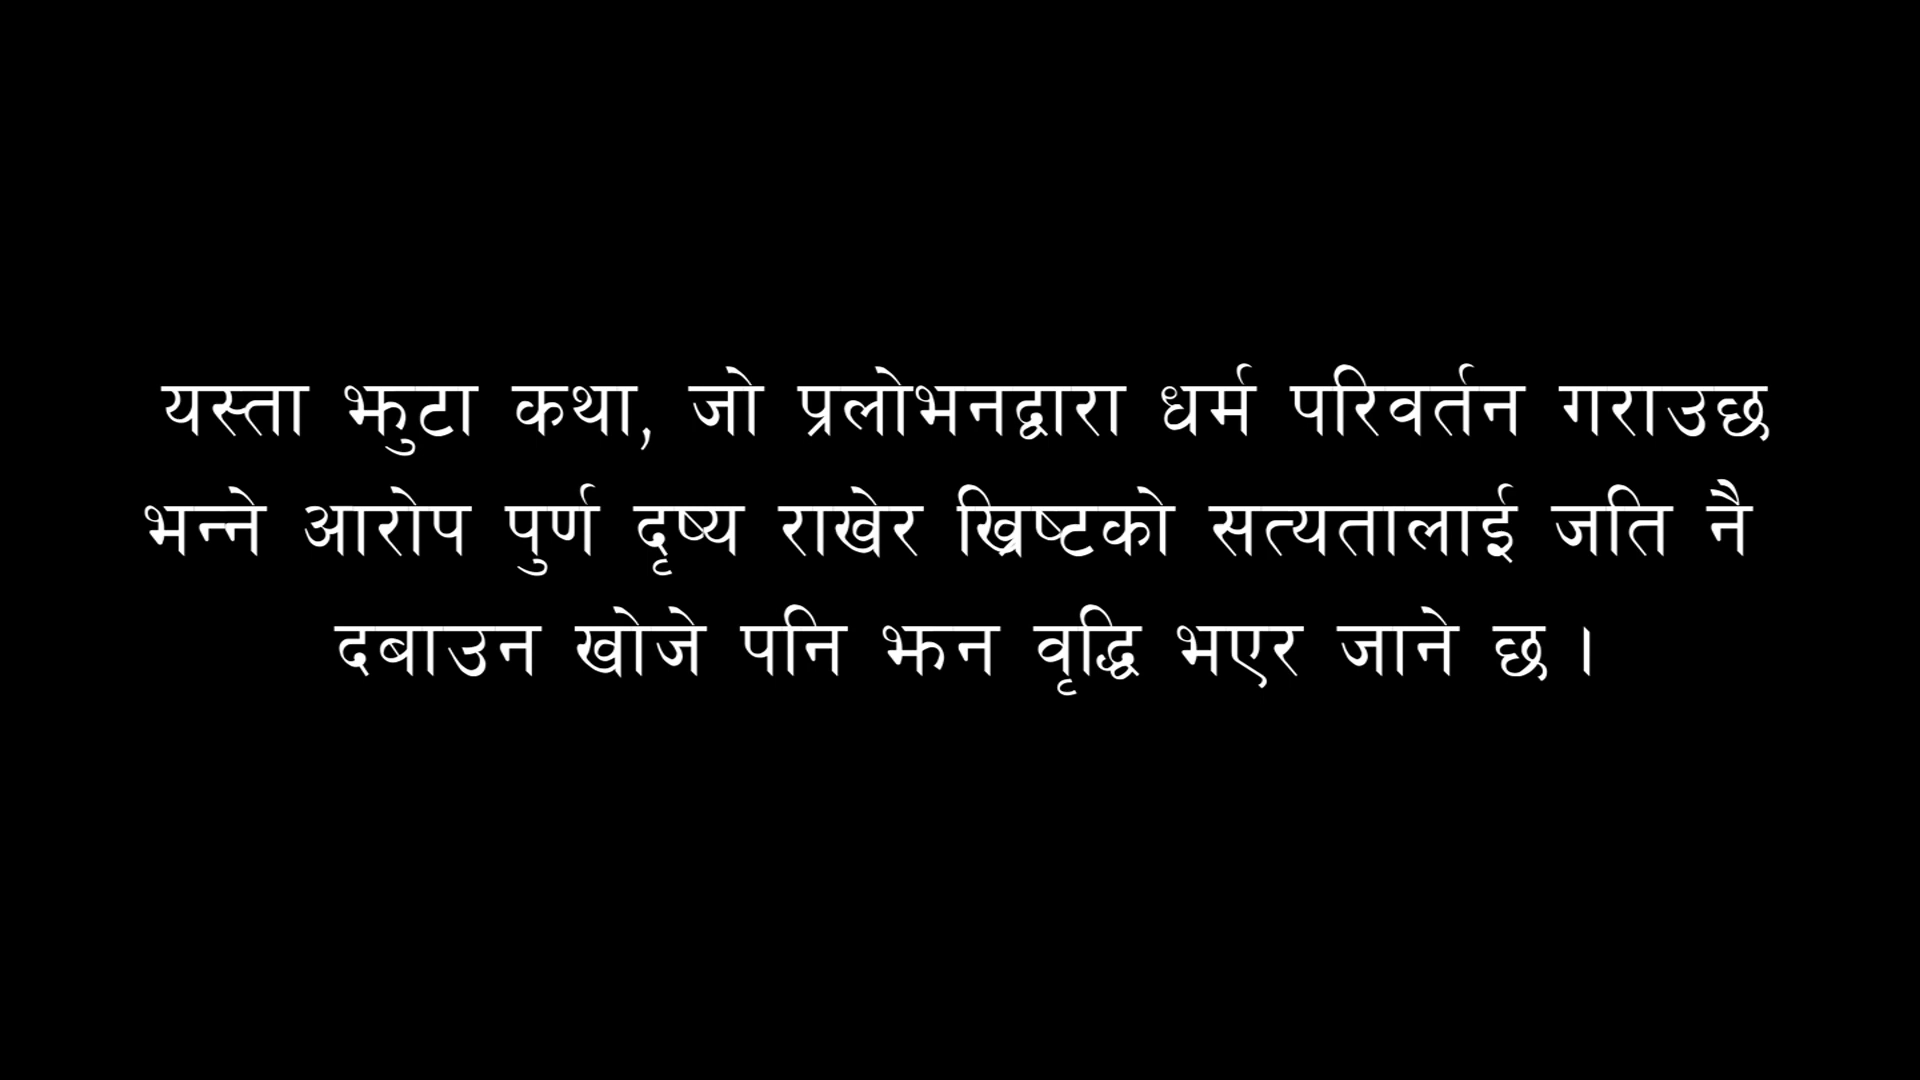 यस्ता झुटा कथा, जो प्रलोभनद्वारा धर्म परिवर्तन गराउछ
भन्ने आरोप पुर्ण दृष्य राखेर ख्रिष्टको सत्यतालाई जति नै
दबाउन खोजे पनि झन वृद्धि भएर जाने छ ।